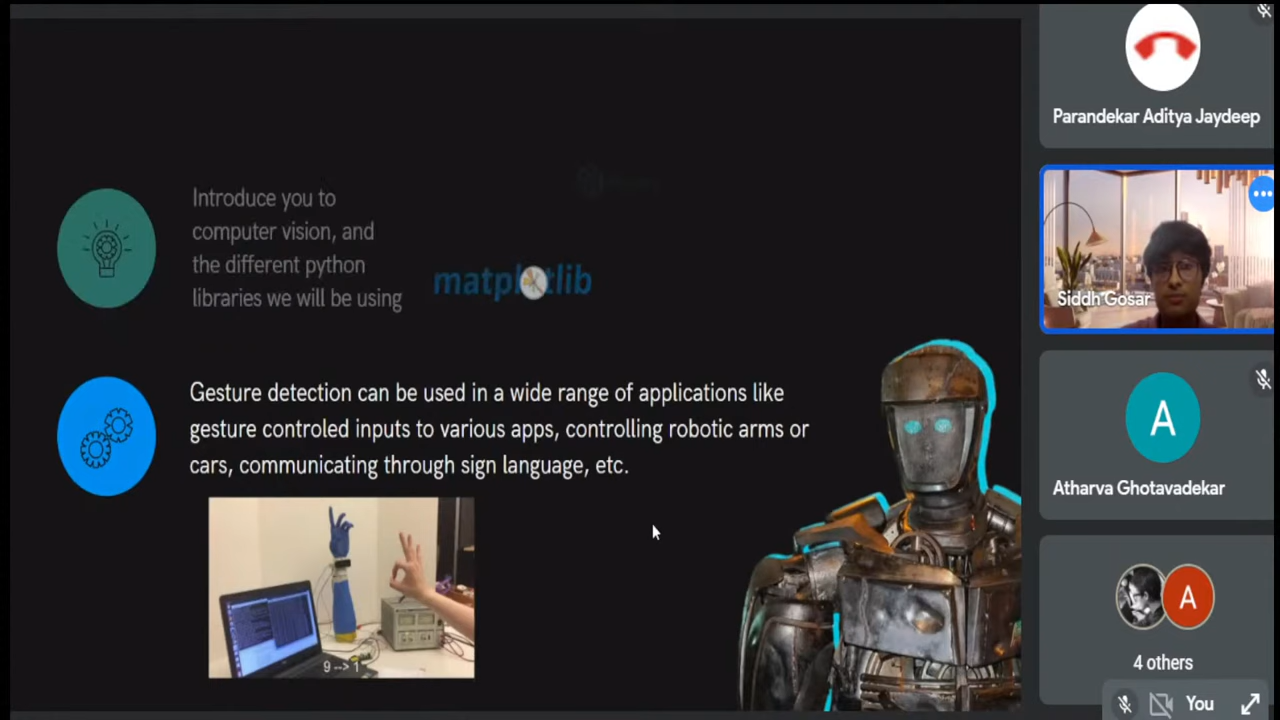 Introduce you to
computer vision, and
the different python
libraries we will be using
matplotlib
Gesture detection can be used in a wide range of applications like
gesture controled inputs to various apps, controlling robotic arms or
cars, communicating through sign language, etc.
9 --> 1
Parandekar Aditya Jaydeep
Siddh Gosar
A
Atharva Ghotavadekar
A
4 others
You